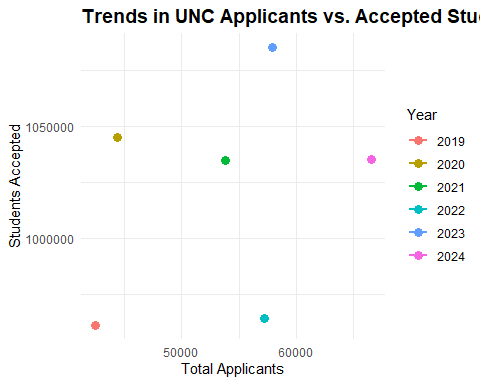 Trends in UNC Applicants vs. Accepted Stu
Students Accepted
1050000
1000000
50000
60000
Total Applicants
Year
2019
2020
2021
2022
2023
2024